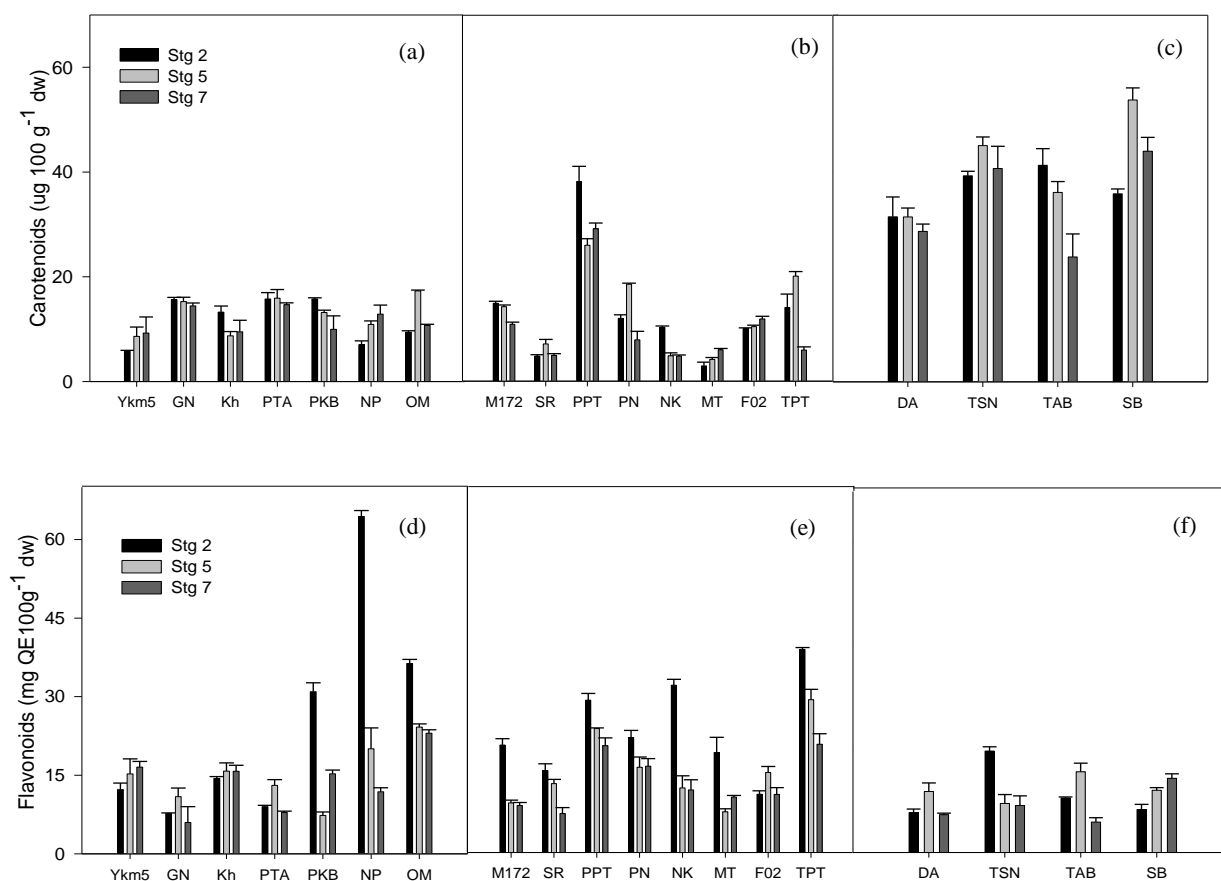 Carotenoids (ug 100 g-1 dw)
60
40
20
0
Stg 2
Stg 5
Stg 7
(a)
(b)
(c)
Ykm5 GN Kh PTA PKB NP OM
M172 SR PPT PN NK MT F02 TPT
DA TSN TAB SB
Flavonoids (mg QE100g-1 dw)
60
45
30
15
0
Stg 2
Stg 5
Stg 7
(d)
(e)
(f)
Ykm5 GN Kh PTA PKB NP OM
M172 SR PPT PN NK MT F02 TPT
DA TSN TAB SB